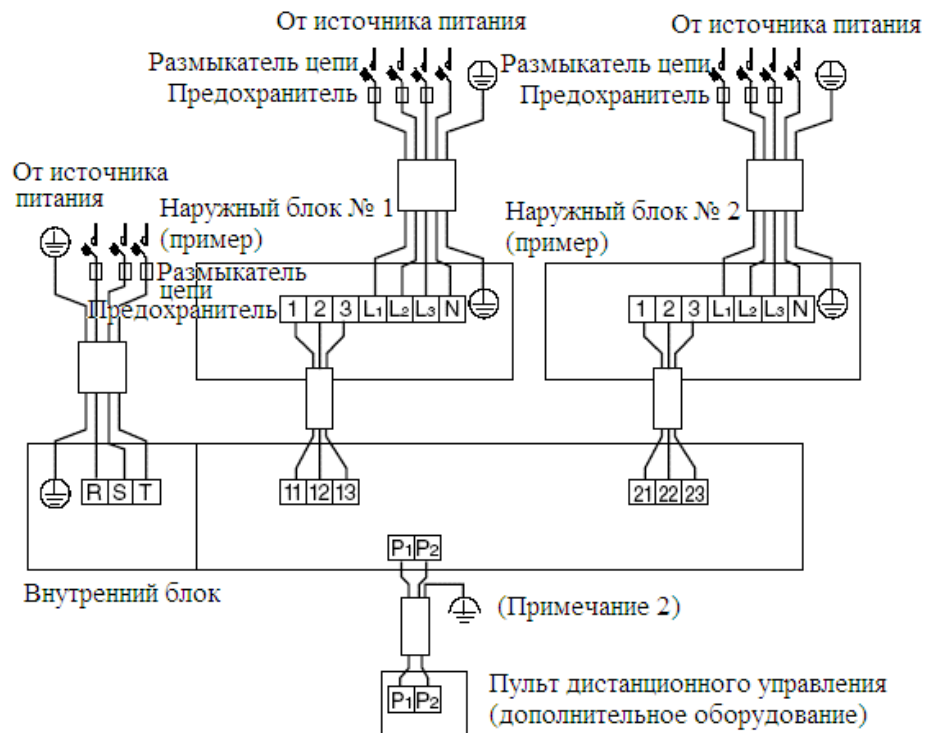 От источника питания
От источника питания
Размыкатель цепи
Размыкатель цепи
Предохранитель
Предохранитель
От источника
питания
Наружный блок № 1
(пример)
Наружный блок № 2
(пример)
Размыкатель
цепи
Предохранитель
1 2 3 L1 L2 L3 N
1 2 3 L1 L2 L3 N
R S T
11 12 13
21 22 23
P1 P2
Внутренний блок
(Примечание 2)
P1 P2
Пульт дистанционного управления
(дополнительное оборудование)